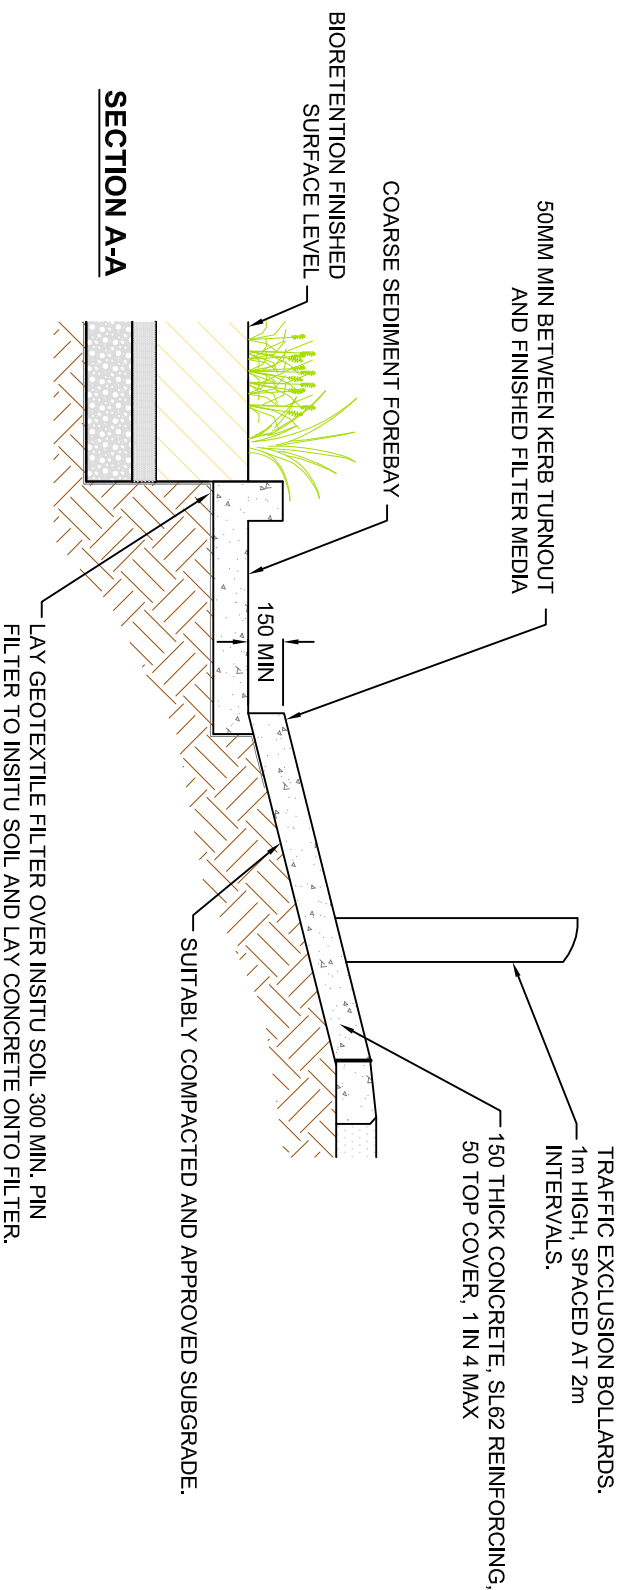 TRAFFIC EXCLUSION BOLLARDS.
1m HIGH, SPACED AT 2m
INTERVALS.
50MM MIN BETWEEN KERB TURNOUT
AND FINISHED FILTER MEDIA
150 THICK CONCRETE, SL62 REINFORCING,
50 TOP COVER, 1 IN 4 MAX
COARSE SEDIMENT FOREBAY
BIORETENTION FINISHED
SURFACE LEVEL
150 MIN
SUITABLY COMPACTED AND APPROVED SUBGRADE.
SECTION A-A
LAY GEOTEXTILE FILTER OVER INSITU SOIL 300 MIN. PIN
FILTER TO INSITU SOIL AND LAY CONCRETE ONTO FILTER.